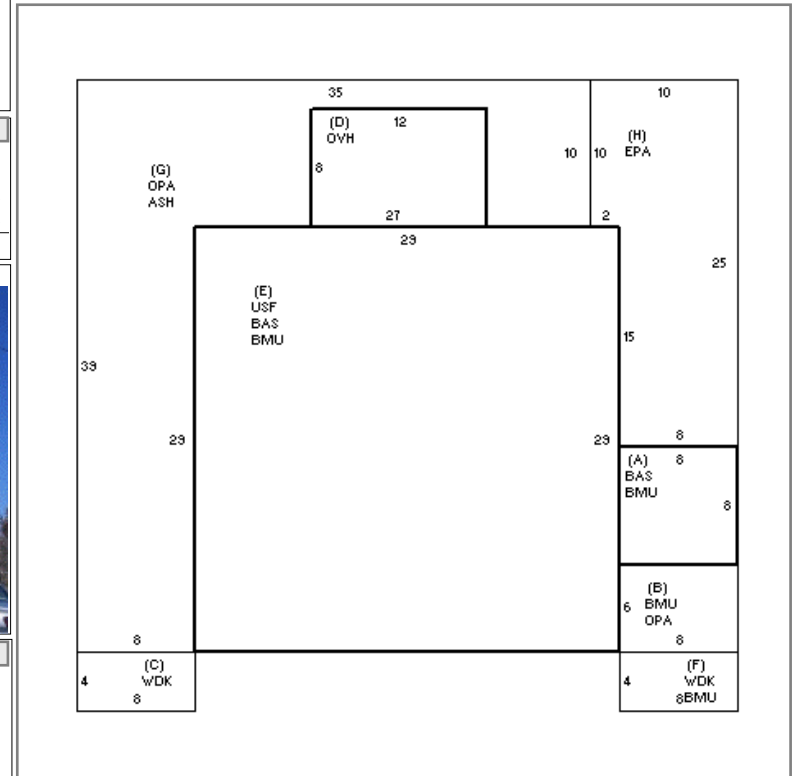 35
10
(D)
12
OVH
(H)
EPA
10
10
8
(G)
OPA
ASH
27
2
29
25
(E)
USF
BAS
BMU
15
39
29
29
8
(A)
8
BAS
BMU
8
(B)
BMU
OPA
6
8
8
(C)
WDK
4
8
(F)
WDK
4
8BMU